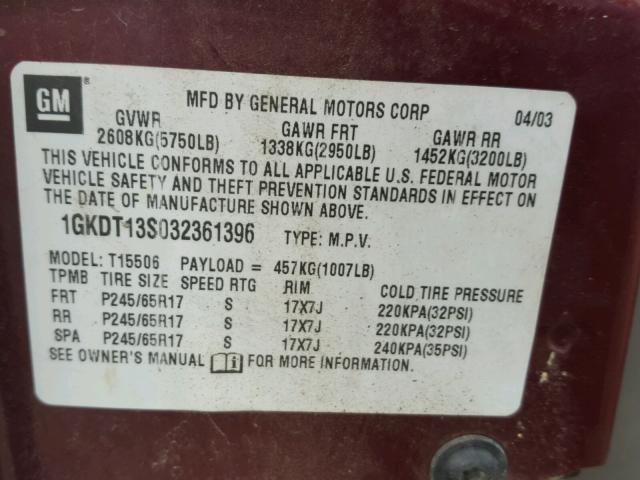 GM ®
MFD BY GENERAL MOTORS CORP 04/03
GVWR GAWR FRT GAWR RR
2608KG(5750LB) 1338KG(2950LB) 1452KG(3200LB)
THIS VEHICLE CONFORMS TO ALL APPLICABLE U.S. FEDERAL MOTOR
VEHICLE SAFETY AND THEFT PREVENTION STANDARDS IN EFFECT ON
THE DATE OF MANUFACTURE SHOWN ABOVE.
1GKDT13S032361396 TYPE: M.P.V.
MODEL: T15506 PAYLOAD = 457KG(1007LB)
TPMB TIRE SIZE SPEED RTG RIM COLD TIRE PRESSURE
FRT P245/65R17 S 17X7J 220KPA(32PSI)
RR P245/65R17 S 17X7J 220KPA(32PSI)
SPA P245/65R17 S 17X7J 240KPA(35PSI)
SEE OWNER'S MANUAL FOR MORE INFORMATION.